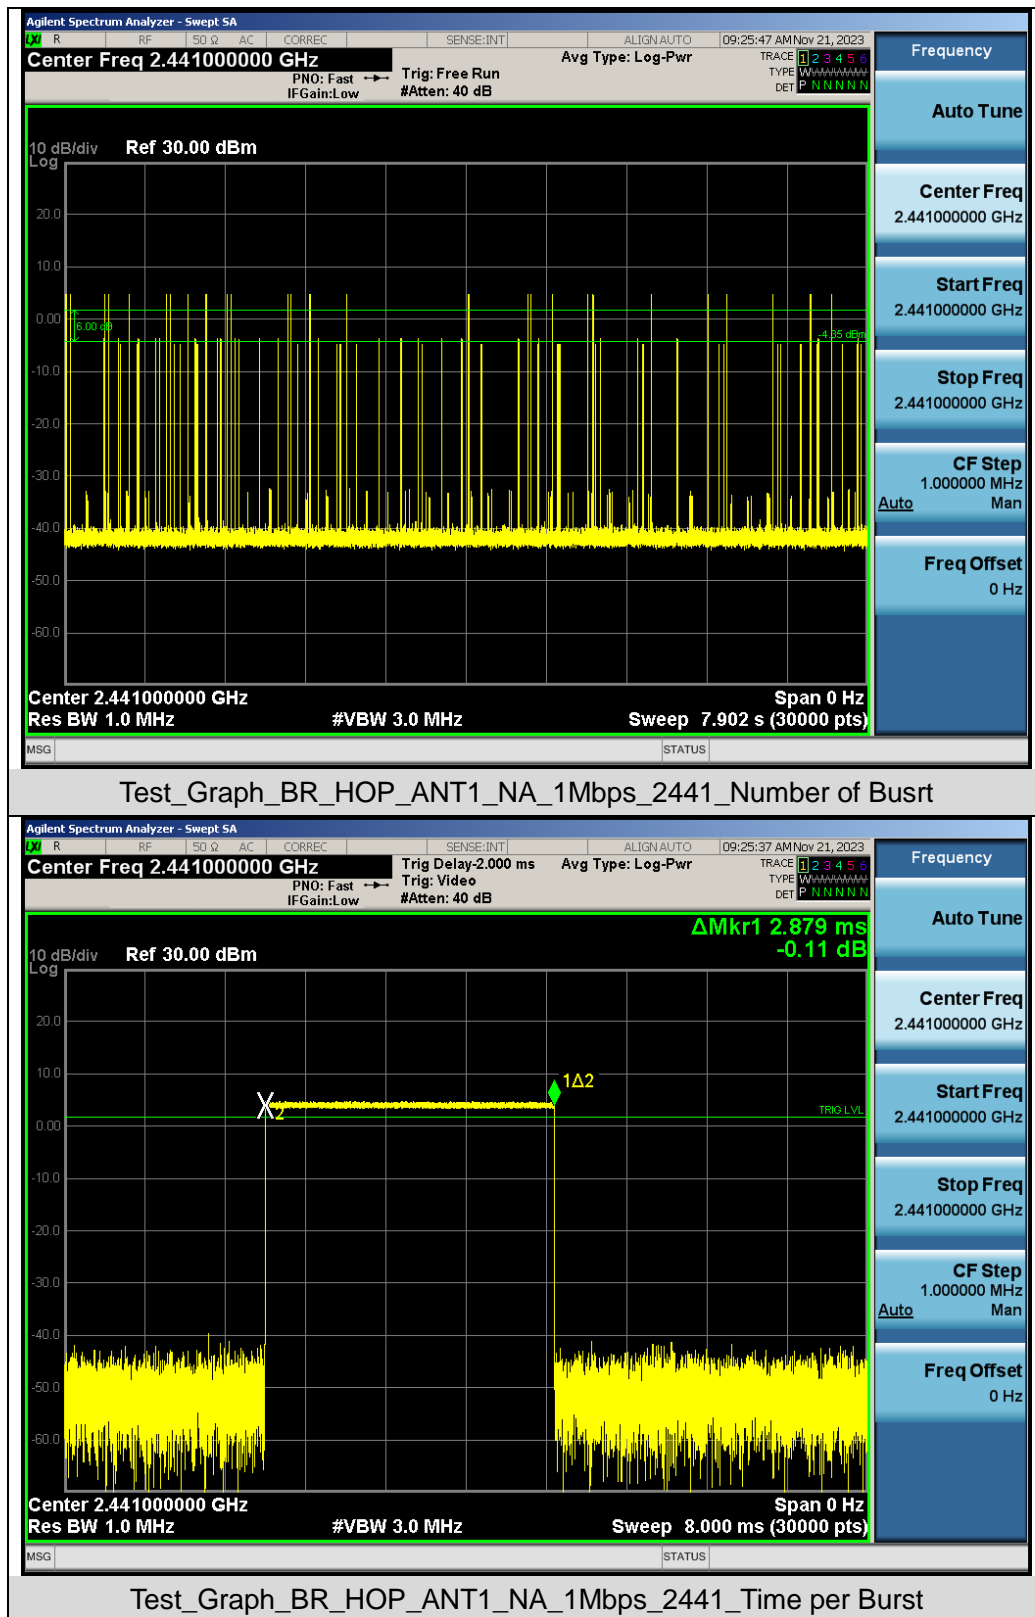 Agilent Spectrum Analyzer - Swept SA
LXI R RF 50 Ω AC CORREC SENSE:INT ALIGN AUTO 09:25:47 AM Nov 21, 2023
Center Freq 2.441000000 GHz
PNO: Fast
IFGain:Low
Trig: Free Run
#Atten: 40 dB
Avg Type: Log-Pwr
TRACE 1 2 3 4 5 6
TYPE W
DET P N N N N N
Frequency
Auto Tune
Center Freq
2.441000000 GHz
Start Freq
2.441000000 GHz
Stop Freq
2.441000000 GHz
CF Step
1.000000 MHz
Auto Man
Freq Offset
0 Hz
10 dB/div Ref 30.00 dBm
Log
20.0
10.0
0.00
6.00 dB
-4.35 dBm
-10.0
-20.0
-30.0
-40.0
-50.0
-60.0
Center 2.441000000 GHz Span 0 Hz
Res BW 1.0 MHz #VBW 3.0 MHz Sweep 7.902 s (30000 pts)
MSG STATUS
Test_Graph_BR_HOP_ANT1_NA_1Mbps_2441_Number of Busrt
Agilent Spectrum Analyzer - Swept SA
LXI R RF 50 Ω AC CORREC SENSE:INT ALIGN AUTO 09:25:37 AM Nov 21, 2023
Center Freq 2.441000000 GHz
PNO: Fast
IFGain:Low
Trig Delay-2.000 ms
Trig: Video
#Atten: 40 dB
Avg Type: Log-Pwr
TRACE 1 2 3 4 5 6
TYPE W
DET P N N N N N
Frequency
Auto Tune
Center Freq
2.441000000 GHz
Start Freq
2.441000000 GHz
Stop Freq
2.441000000 GHz
CF Step
1.000000 MHz
Auto Man
Freq Offset
0 Hz
ΔMkr1 2.879 ms
-0.11 dB
10 dB/div Ref 30.00 dBm
Log
20.0
10.0
1Δ2
2
TRIG LVL
0.00
-10.0
-20.0
-30.0
-40.0
-50.0
-60.0
Center 2.441000000 GHz Span 0 Hz
Res BW 1.0 MHz #VBW 3.0 MHz Sweep 8.000 ms (30000 pts)
MSG STATUS
Test_Graph_BR_HOP_ANT1_NA_1Mbps_2441_Time per Burst